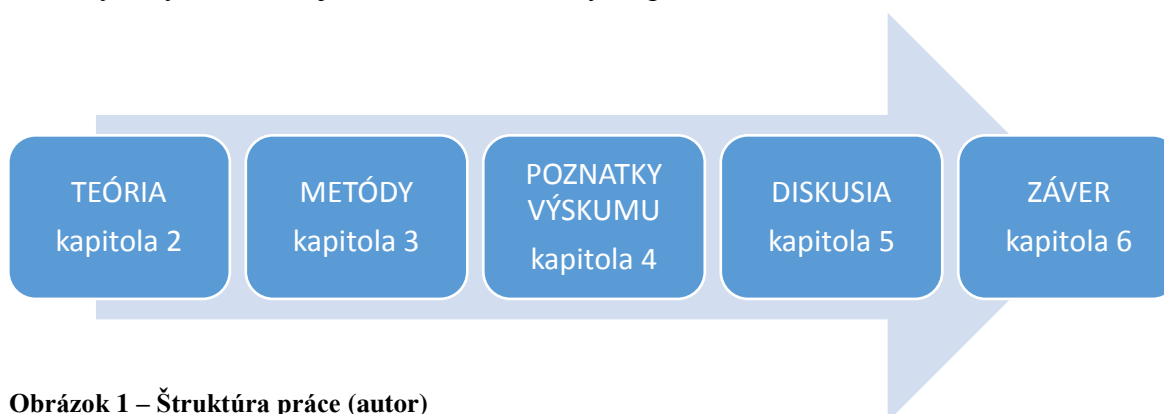 TEÓRIA
kapitola 2
METÓDY
kapitola 3
POZNATKY
VÝSKUMU
kapitola 4
DISKUSIA
kapitola 5
ZÁVER
kapitola 6
Obrázok 1 – Štruktúra práce (autor)